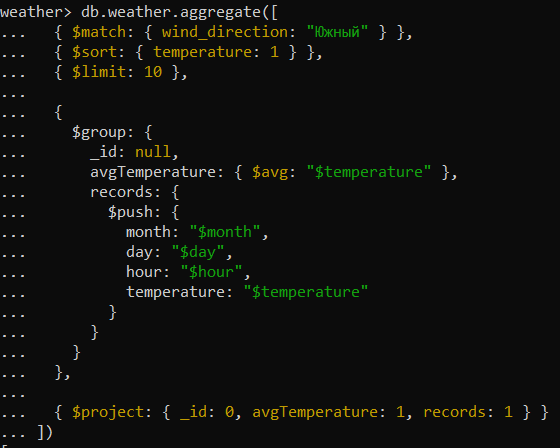 weather> db.weather.aggregate([
...   { $match: { wind_direction: "Южный" } },
...   { $sort: { temperature: 1 } },
...   { $limit: 10 },
...
...   {
...     $group: {
...       _id: null,
...       avgTemperature: { $avg: "$temperature" },
...       records: {
...         $push: {
...           month: "$month",
...           day: "$day",
...           hour: "$hour",
...           temperature: "$temperature"
...         }
...       }
...     }
...   },
...
...   { $project: { _id: 0, avgTemperature: 1, records: 1 } }
... ])